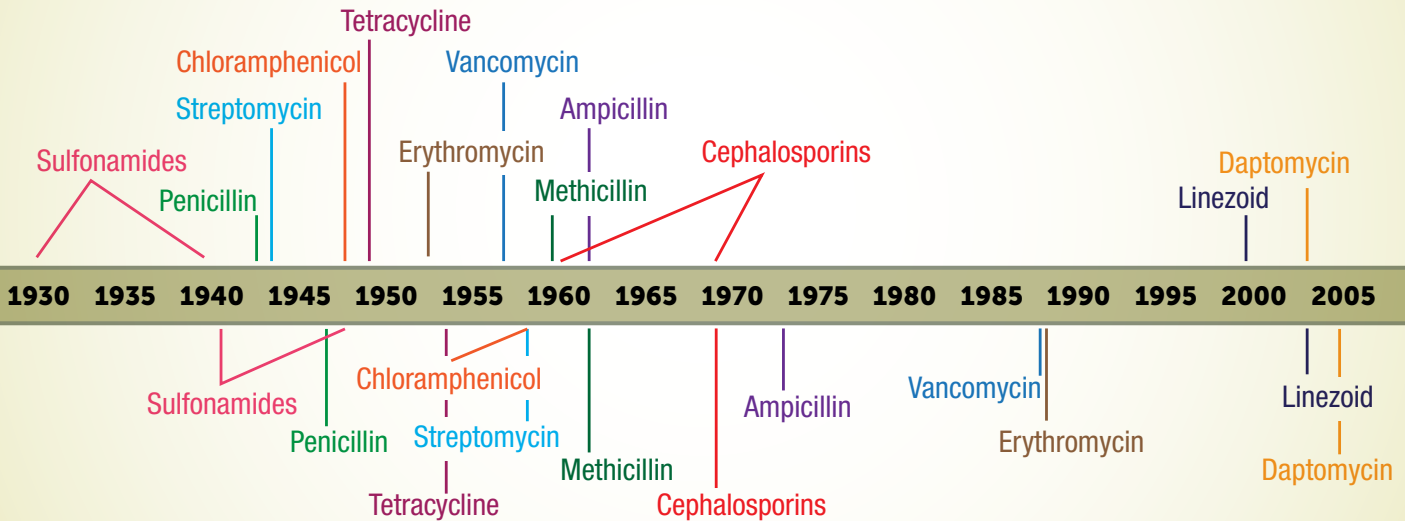 Tetracycline
Chloramphenicol
Vancomycin
Streptomycin
Ampicillin
Sulfonamides
Erythromycin
Cephalosporins
Daptomycin
Penicillin
Methicillin
Linezoid
1930 1935 1940 1945 1950 1955 1960 1965 1970 1975 1980 1985 1990 1995 2000 2005
Chloramphenicol
Vancomycin
Linezoid
Sulfonamides
Ampicillin
Penicillin
Streptomycin
Erythromycin
Methicillin
Daptomycin
Tetracycline
Cephalosporins